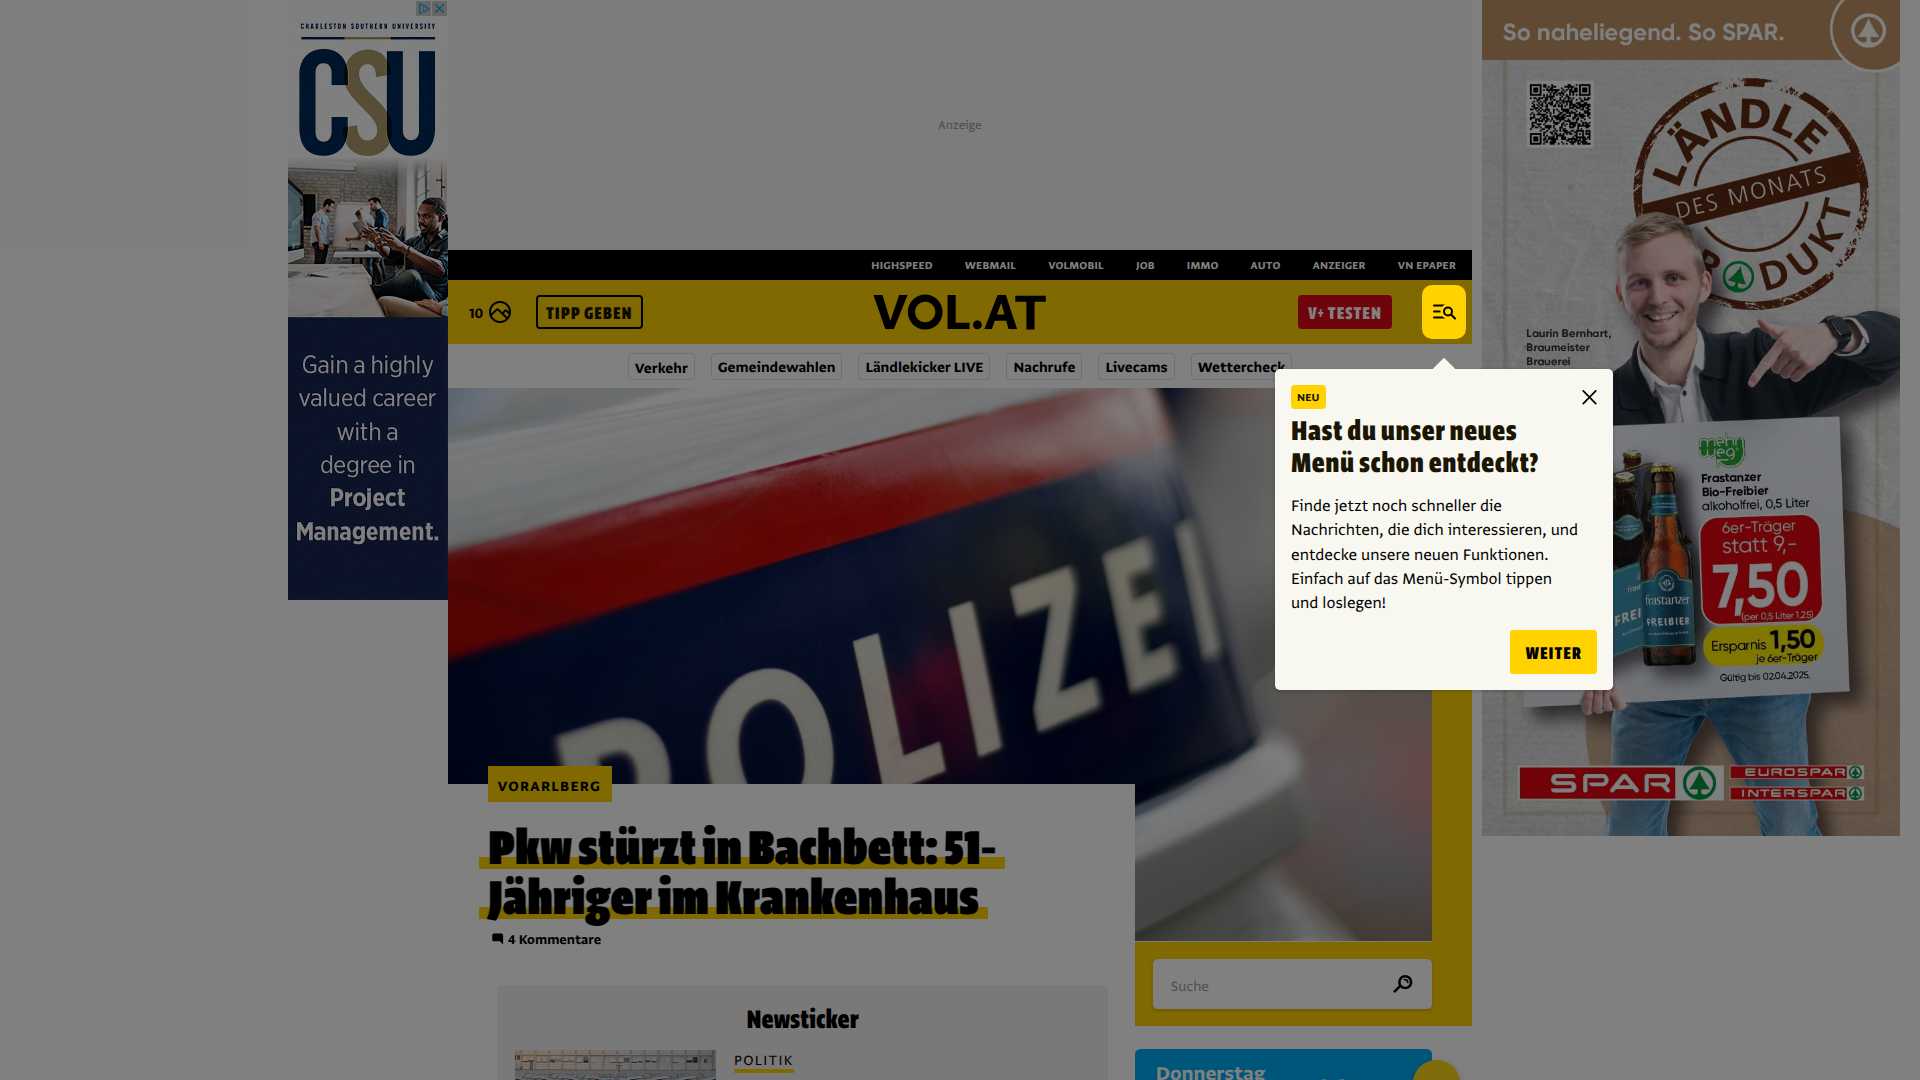 CHARLESTON SOUTHERN UNIVERSITY
CSU
Gain a highly
valued career
with a
degree in
Project
Management.
Anzeige
HIGHSPEED WEBMAIL VOLMOBIL JOB IMMO AUTO ANZEIGER VN EPAPER
10 TIPP GEBEN VOL.AT V+ TESTEN
Verkehr Gemeindewahlen Ländlekicker LIVE Nachrufe Livecams Wettercheck
NEU
Hast du unser neues
Menü schon entdeckt?
Finde jetzt noch schneller die
Nachrichten, die dich interessieren, und
entdecke unsere neuen Funktionen.
Einfach auf das Menü-Symbol tippen
und loslegen!
WEITER
POLIZEI
VORARLBERG
Pkw stürzt in Bachbett: 51-
Jähriger im Krankenhaus
4 Kommentare
Newsticker
POLITIK
Suche
Donnerstag
So naheliegend. So SPAR.
LÄNDLE
DES MONATS
PRODUKT
Laurin Bernhart,
Braumeister
Brauerei
mehrweg
Frastanzer
Bio-Freibier
alkoholfrei, 0,5 Liter
6er-Träger
statt 9,-
7,50
(per 0,5 Liter 1.25)
Ersparnis 1,50
je 6er-Träger
Gültig bis 02.04.2025.
frastanzer
FREIBIER
SPAR
EUROSPAR
INTERSPAR